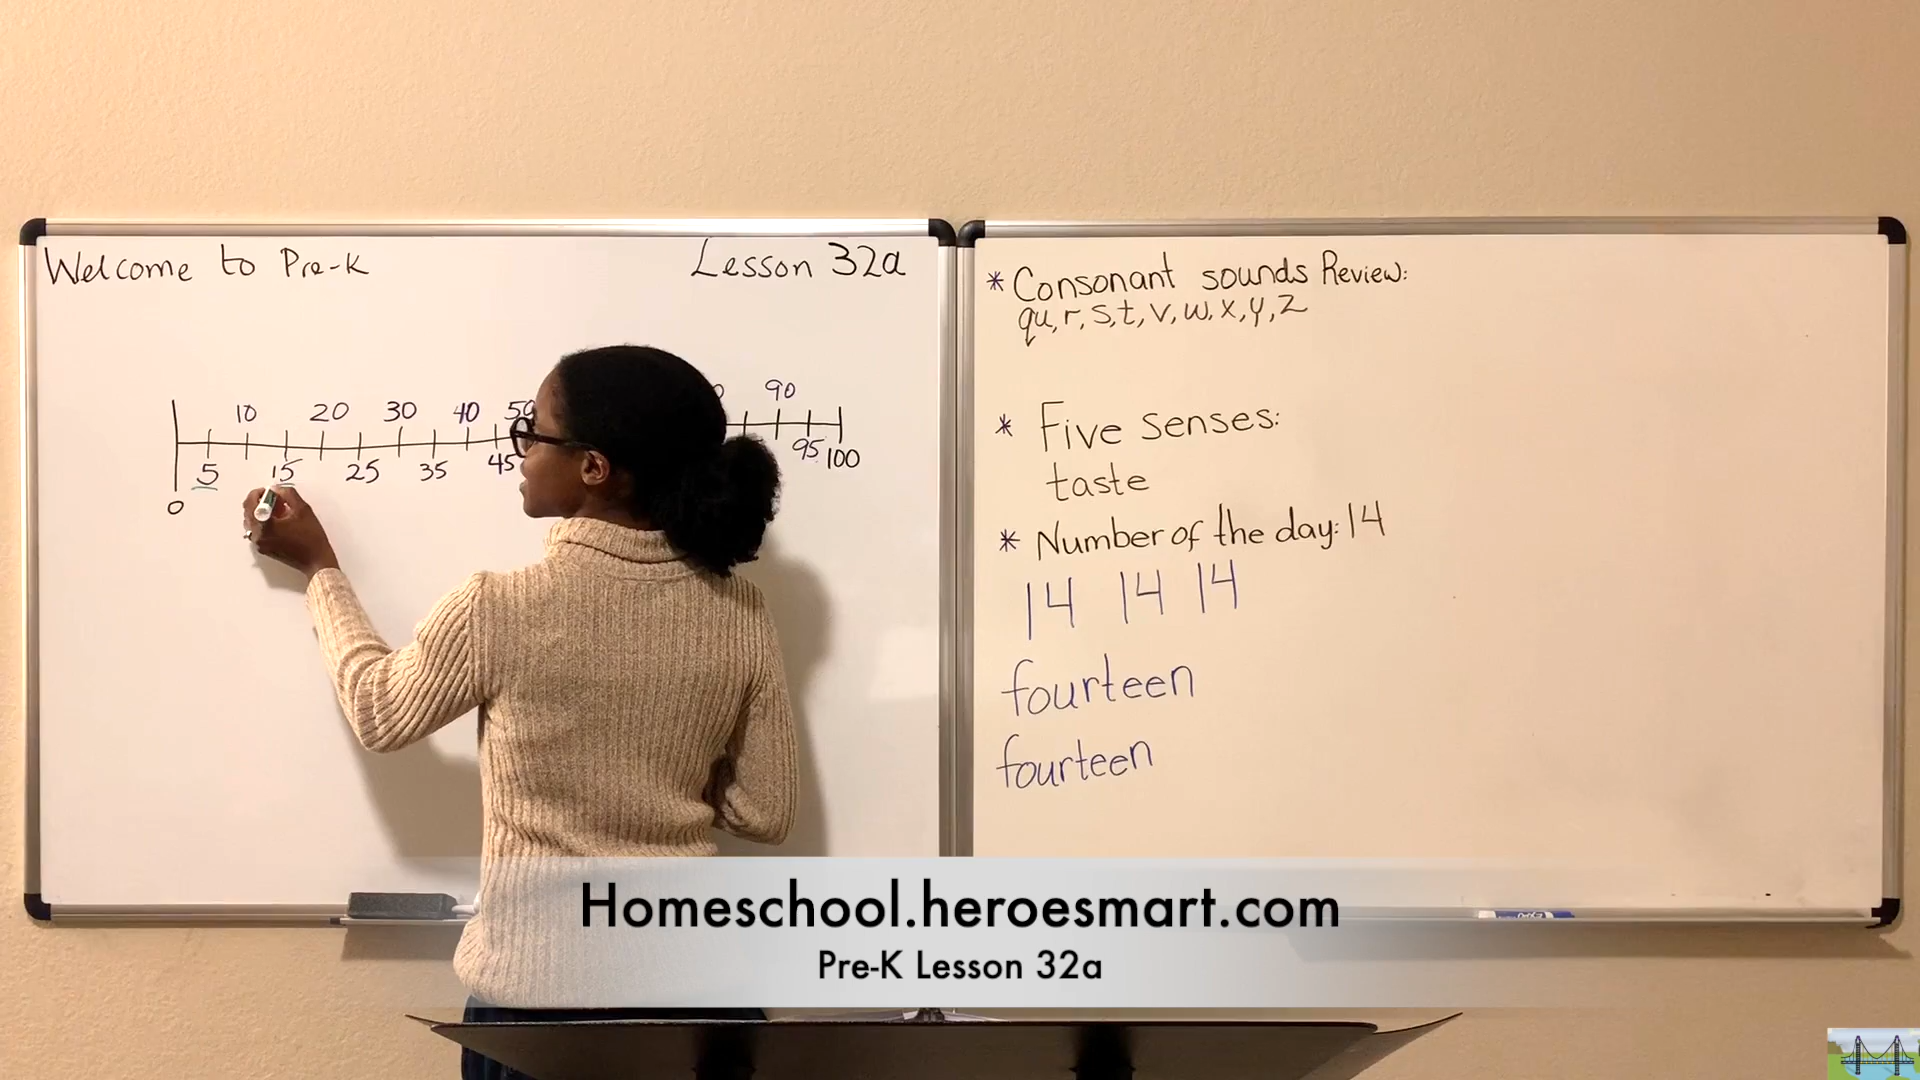 Welcome to Pre-K
Lesson 32a
10 20 30 40 50 90
5 15 25 35 45 95 100
0
* Consonant sounds Review:
qu, r, s, t, v, w, x, y, z
* Five senses:
taste
* Number of the day: 14
14 14 14
fourteen
fourteen
Homeschool.heroesmart.com
Pre-K Lesson 32a